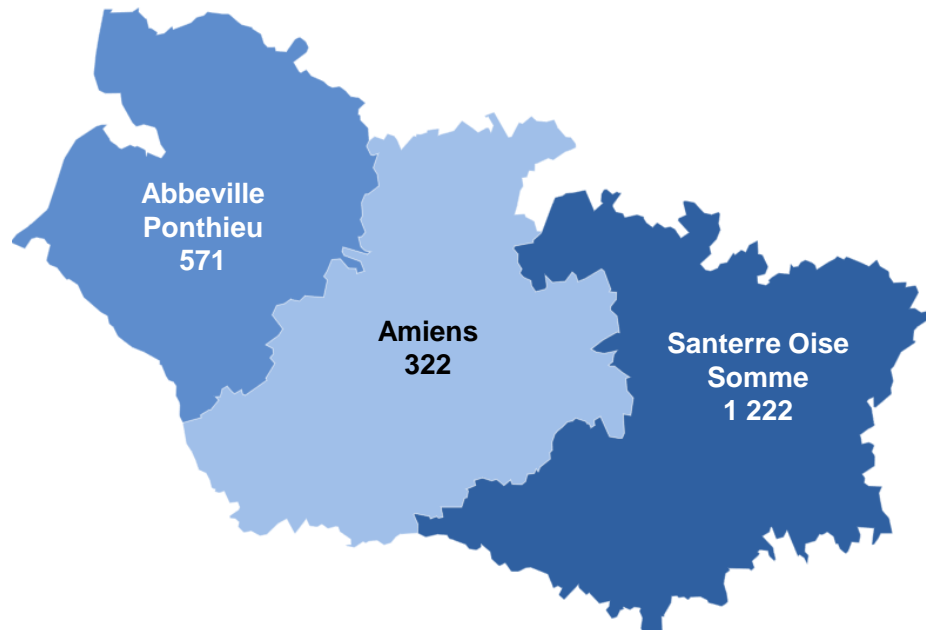 Abbeville
Ponthieu
571
Amiens
322
Santerre Oise
Somme
1 222